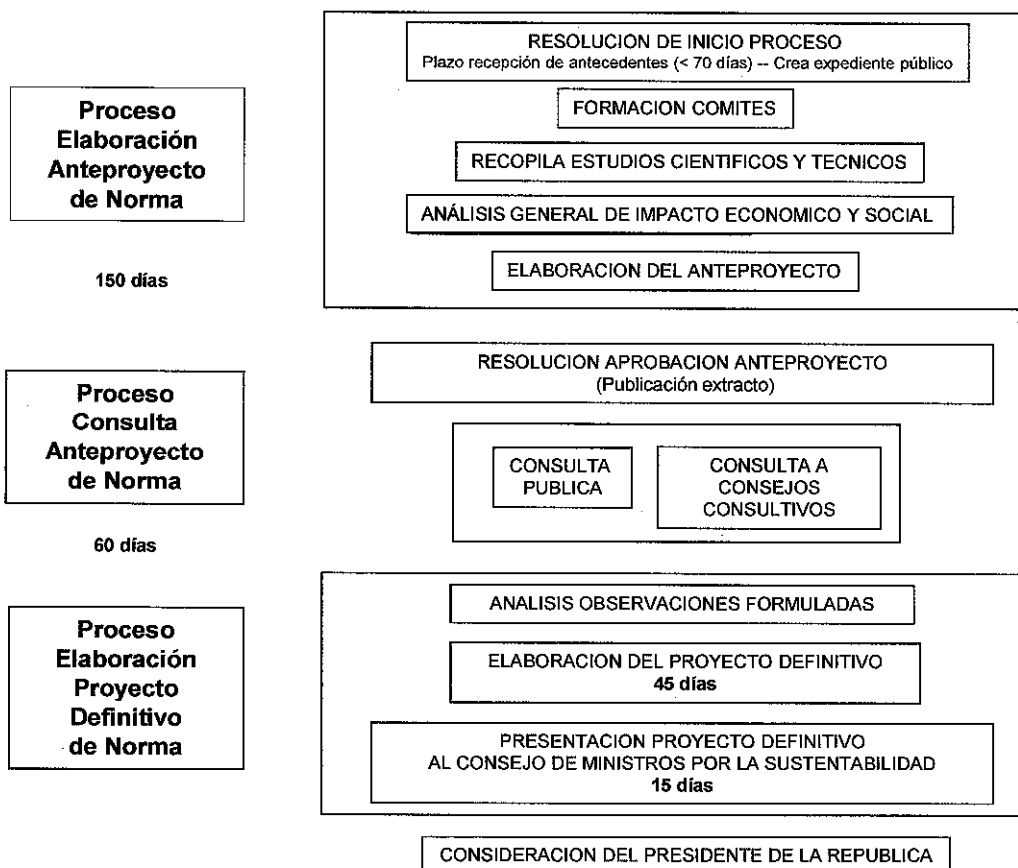 Proceso
Elaboración
Anteproyecto
de Norma
150 días
RESOLUCION DE INICIO PROCESO
Plazo recepción de antecedentes (< 70 días) -- Crea expediente público
FORMACION COMITES
RECOPILA ESTUDIOS CIENTIFICOS Y TECNICOS
ANÁLISIS GENERAL DE IMPACTO ECONOMICO Y SOCIAL
ELABORACION DEL ANTEPROYECTO
Proceso
Consulta
Anteproyecto
de Norma
60 días
RESOLUCION APROBACION ANTEPROYECTO
(Publicación extracto)
CONSULTA
PUBLICA
CONSULTA A
CONSEJOS
CONSULTIVOS
Proceso
Elaboración
Proyecto
Definitivo
de Norma
ANALISIS OBSERVACIONES FORMULADAS
ELABORACION DEL PROYECTO DEFINITIVO
45 días
PRESENTACION PROYECTO DEFINITIVO
AL CONSEJO DE MINISTROS POR LA SUSTENTABILIDAD
15 días
CONSIDERACION DEL PRESIDENTE DE LA REPUBLICA